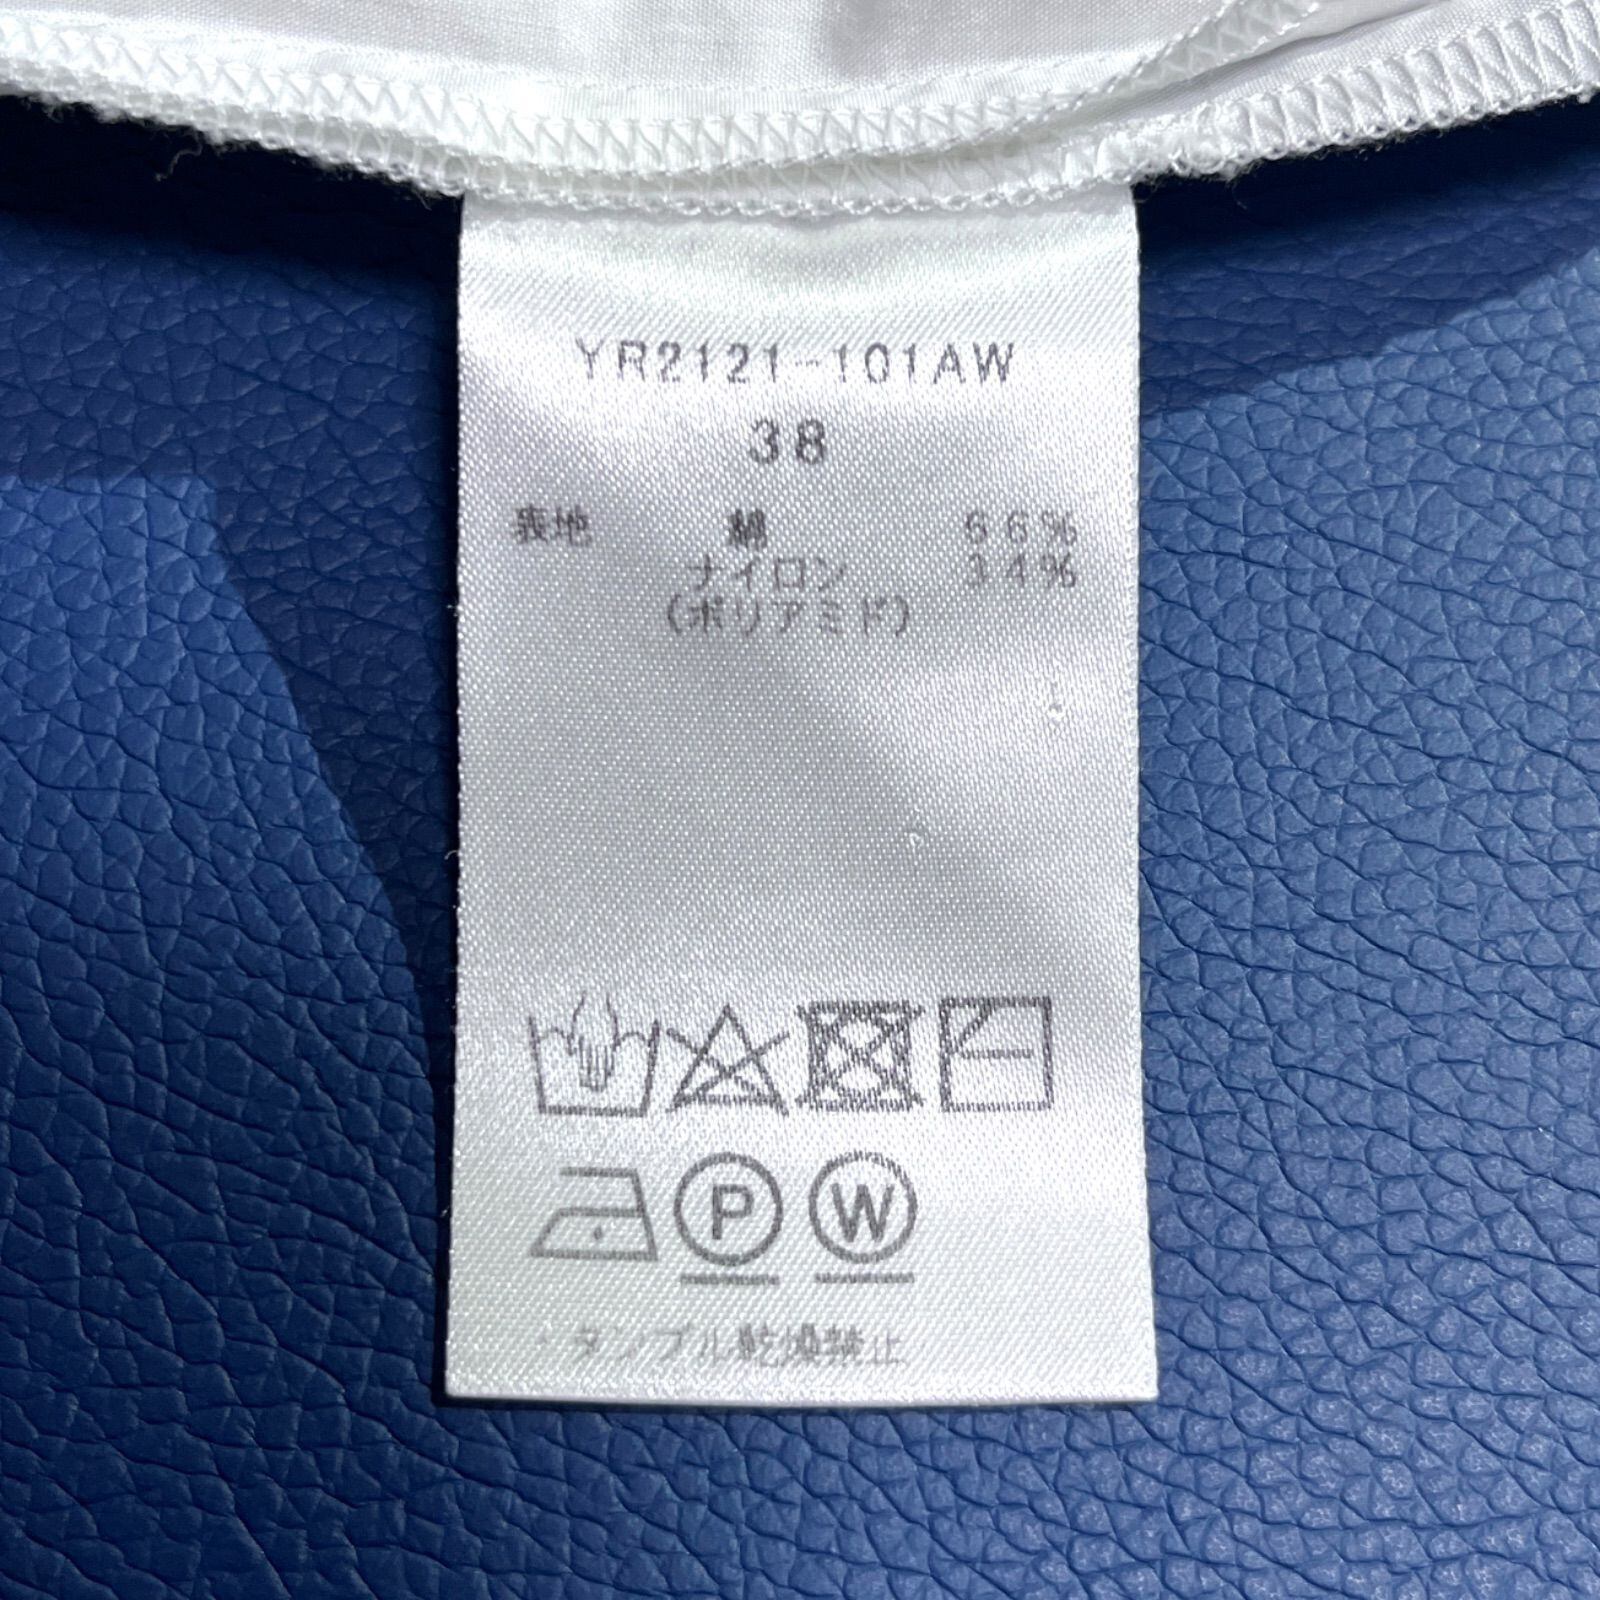 YR2121-101AW
38
表地 綿 66%
ナイロン 34%
(ポリアミド)
P W
・タンブル乾燥禁止